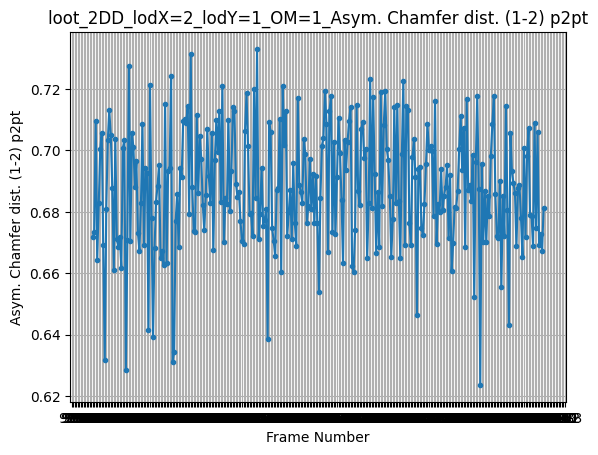 loot_2DD_lodX=2_lodY=1_OM=1_Asym. Chamfer dist. (1-2) p2pt
Asym. Chamfer dist. (1-2) p2pt
0.72
0.70
0.68
0.66
0.64
0.62
Frame Number